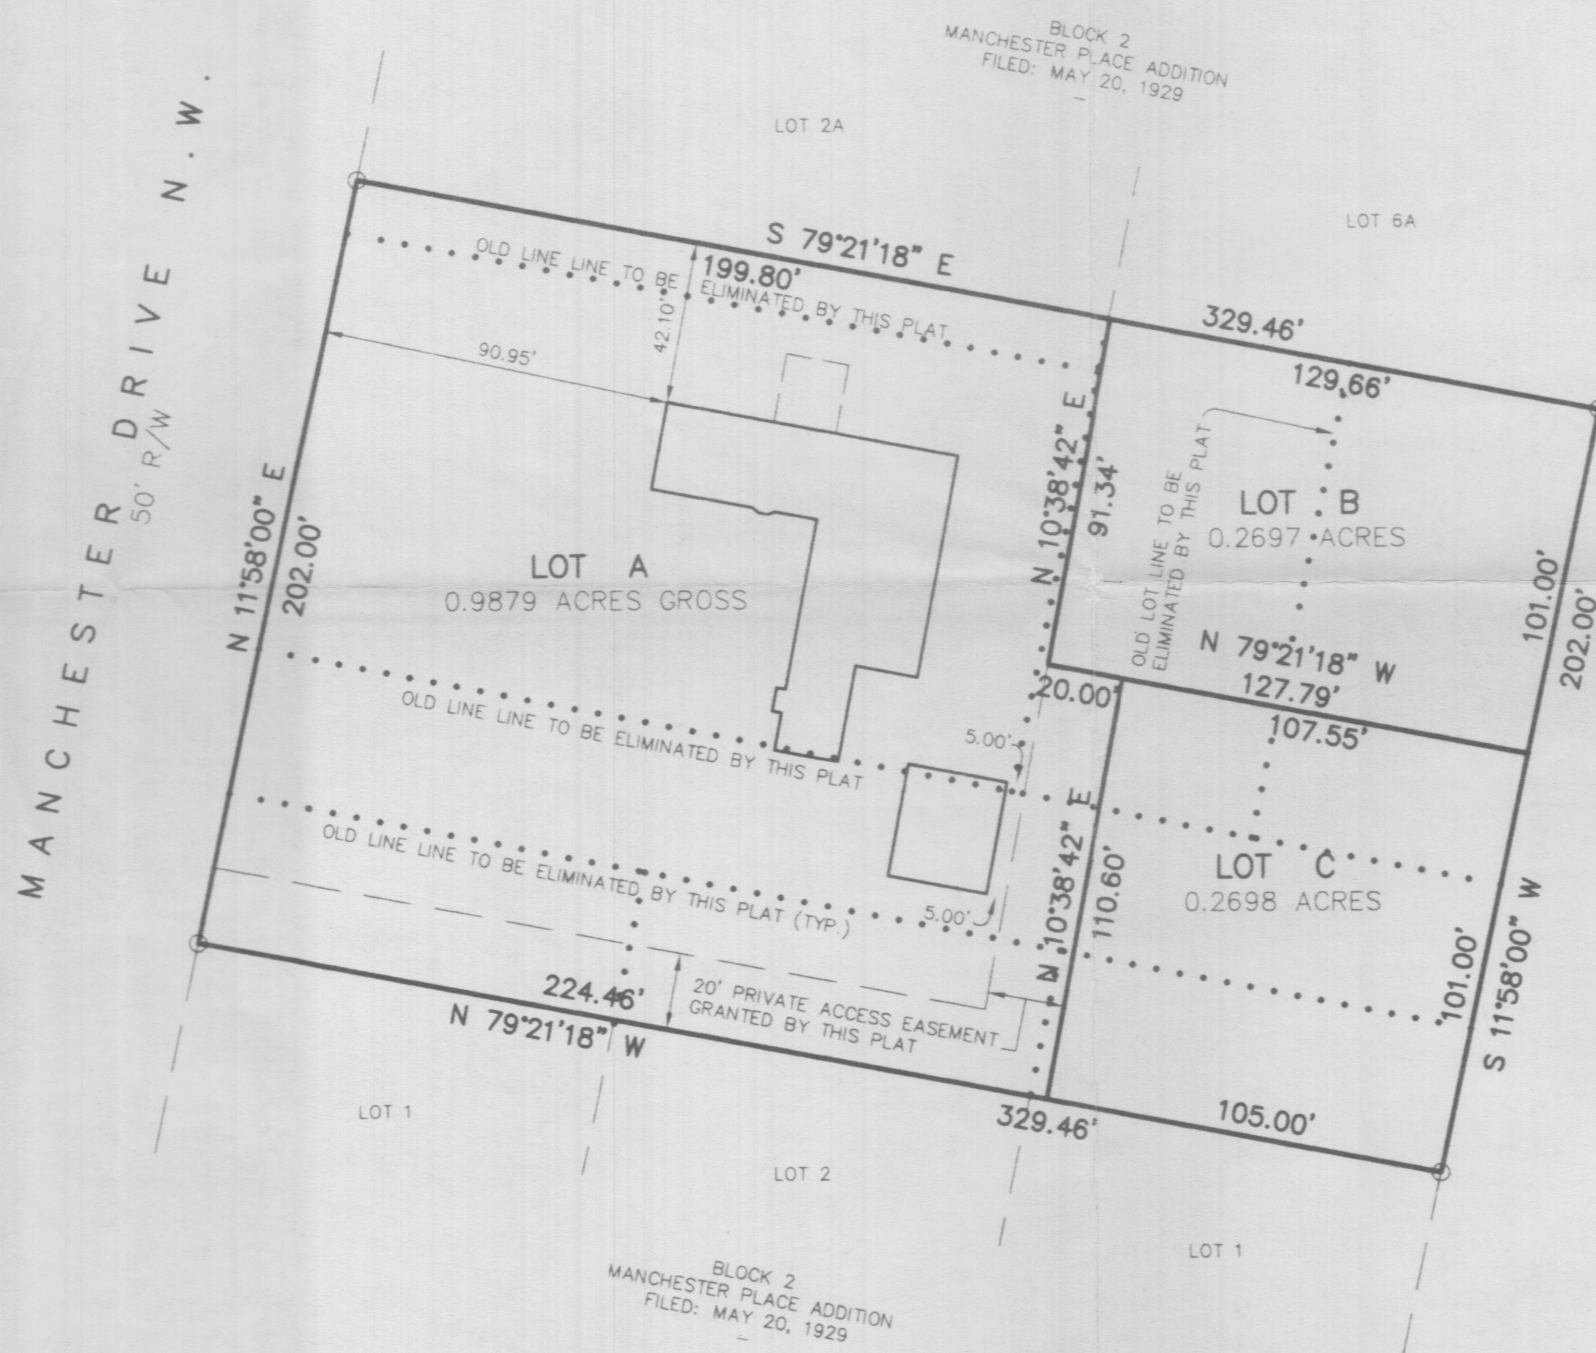 BLOCK 2
MANCHESTER PLACE ADDITION
FILED: MAY 20, 1929
LOT 2A
LOT 6A
MANCHESTER DRIVE N.W.
50' R/W
S 79°21'18" E
199.80'
329.46'
129.66'
OLD LINE LINE TO BE ELIMINATED BY THIS PLAT
42.10'
90.95'
N 11°58'00" E
202.00'
LOT A
0.9879 ACRES GROSS
N 10°38'42" E
91.34'
OLD LOT LINE TO BE
ELIMINATED BY THIS PLAT
LOT B
0.2697 ACRES
101.00'
202.00'
N 79°21'18" W
127.79'
20.00'
107.55'
OLD LINE LINE TO BE ELIMINATED BY THIS PLAT
5.00'
OLD LINE LINE TO BE ELIMINATED BY THIS PLAT (TYP.)
5.00'
N 10°38'42" E
110.60'
LOT C
0.2698 ACRES
101.00'
S 11°58'00" W
20' PRIVATE ACCESS EASEMENT
GRANTED BY THIS PLAT
224.46'
N 79°21'18" W
329.46'
105.00'
LOT 1
LOT 2
LOT 1
BLOCK 2
MANCHESTER PLACE ADDITION
FILED: MAY 20, 1929